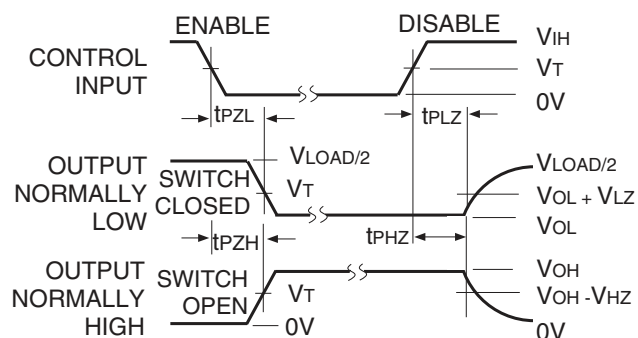 ENABLE
DISABLE
CONTROL
INPUT
VIH
VT
0V
tPZL
tPLZ
OUTPUT
NORMALLY
LOW
SWITCH
CLOSED
VLOAD/2
VT
VLOAD/2
VOL + VLZ
VOL
tPZH
tPHZ
OUTPUT
NORMALLY
HIGH
SWITCH
OPEN
VT
0V
VOH
VOH -VHZ
0V